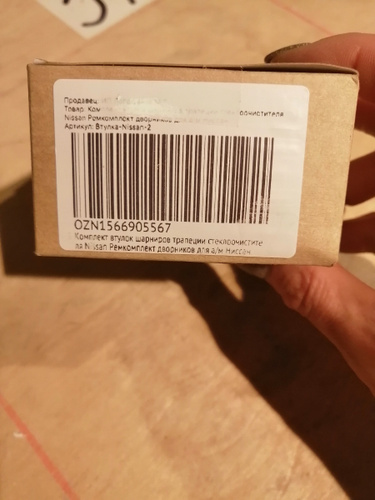 Продавец:
Товар: Ком
Nissan Ремкомплект дворников
Артикул: Втулка-Nissan-2
OZN1566905567
Комплект втулок шарниров трапеции стеклоочистите
ля Nissan Ремкомплект дворников для а/м Ниссан